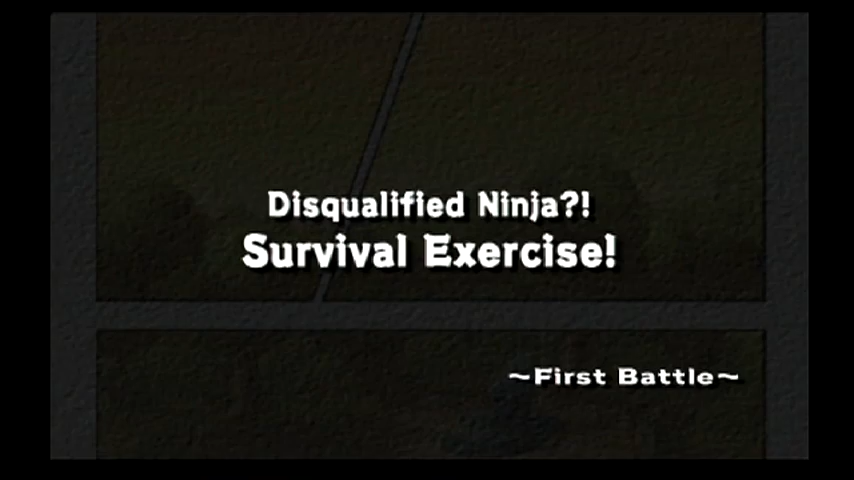 Disqualified Ninja?!
Survival Exercise!
～First Battle～